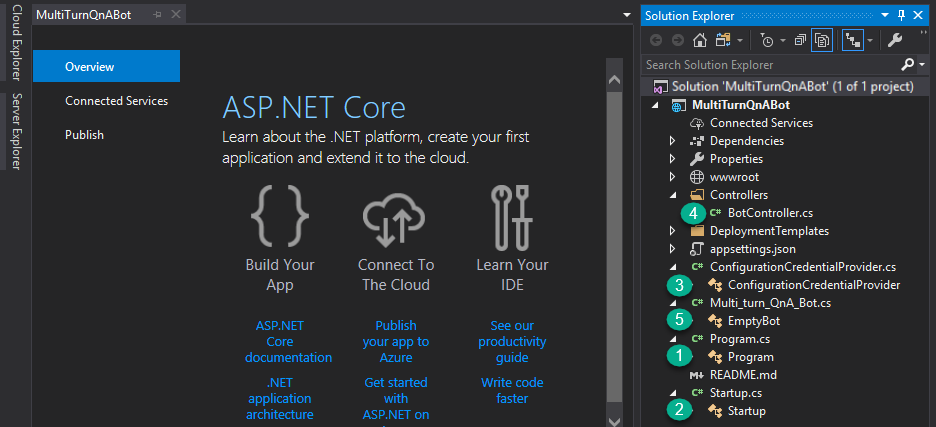 Cloud Explorer
Server Explorer
MultiTurnQnABot
Overview
Connected Services
Publish
ASP.NET Core
Learn about the .NET platform, create your first
application and extend it to the cloud.
Build Your
App
Connect To
The Cloud
Learn Your
IDE
ASP.NET
Core
documentation
Publish
your app to
Azure
See our
productivity
guide
.NET
application
architecture
Get started
with
ASP.NET on
Write code
faster
Solution Explorer
Search Solution Explorer
Solution 'MultiTurnQnABot' (1 of 1 project)
MultiTurnQnABot
Connected Services
Dependencies
Properties
wwwroot
Controllers
4 C# BotController.cs
DeploymentTemplates
appsettings.json
C# ConfigurationCredentialProvider.cs
3 ConfigurationCredentialProvider
C# Multi_turn_QnA_Bot.cs
5 EmptyBot
C# Program.cs
1 Program
M↓ README.md
C# Startup.cs
2 Startup